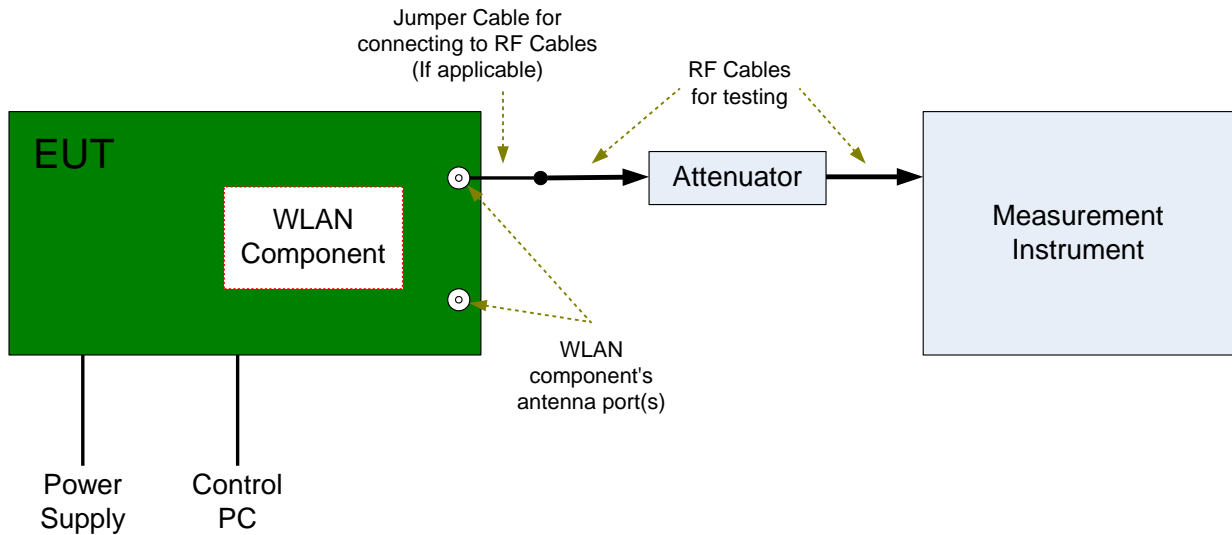 Jumper Cable for
connecting to RF Cables
(If applicable)
RF Cables
for testing
EUT
WLAN
Component
Attenuator
Measurement
Instrument
WLAN
component's
antenna port(s)
Power
Supply
Control
PC